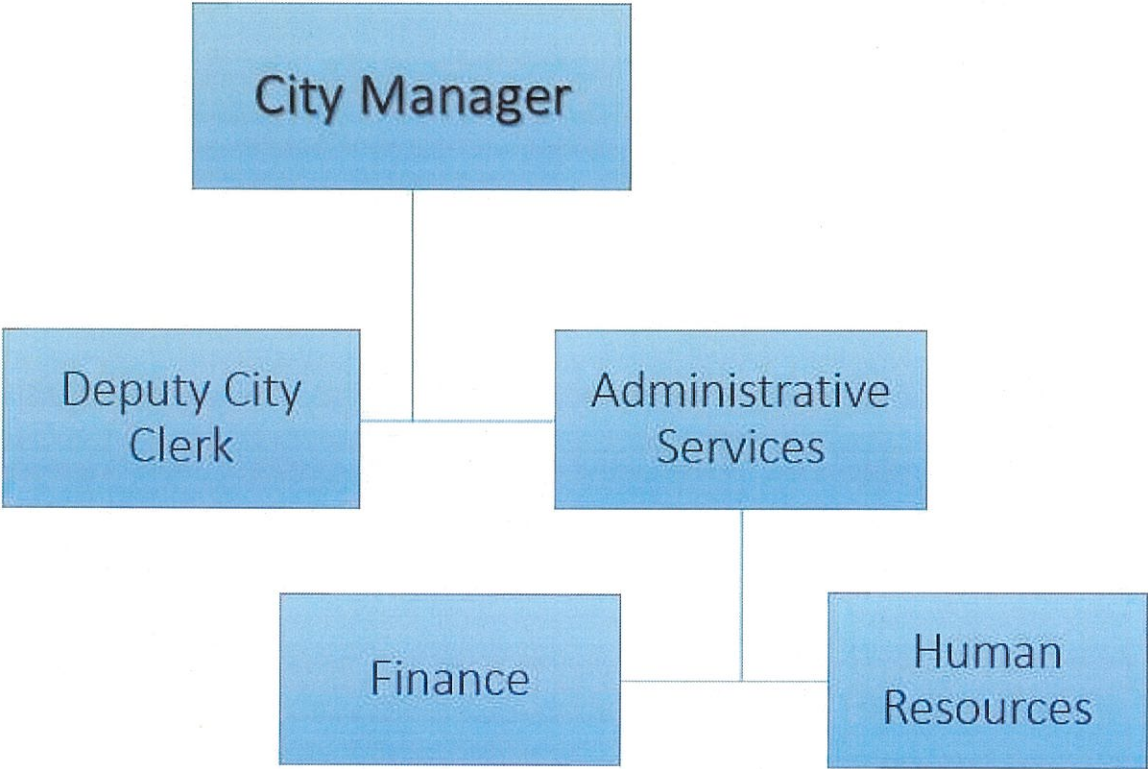 City Manager
Deputy City
Clerk
Administrative
Services
Finance
Human
Resources